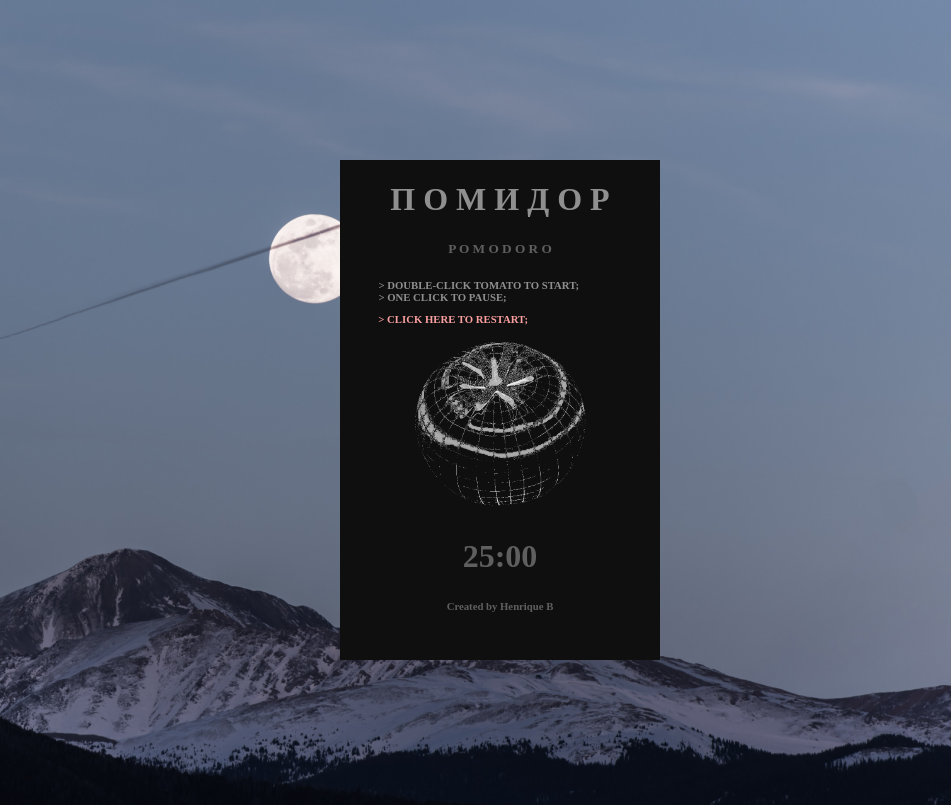 ПОМИДОР
POMODORO
> DOUBLE-CLICK TOMATO TO START;
> ONE CLICK TO PAUSE;
> CLICK HERE TO RESTART;
25:00
Created by Henrique B